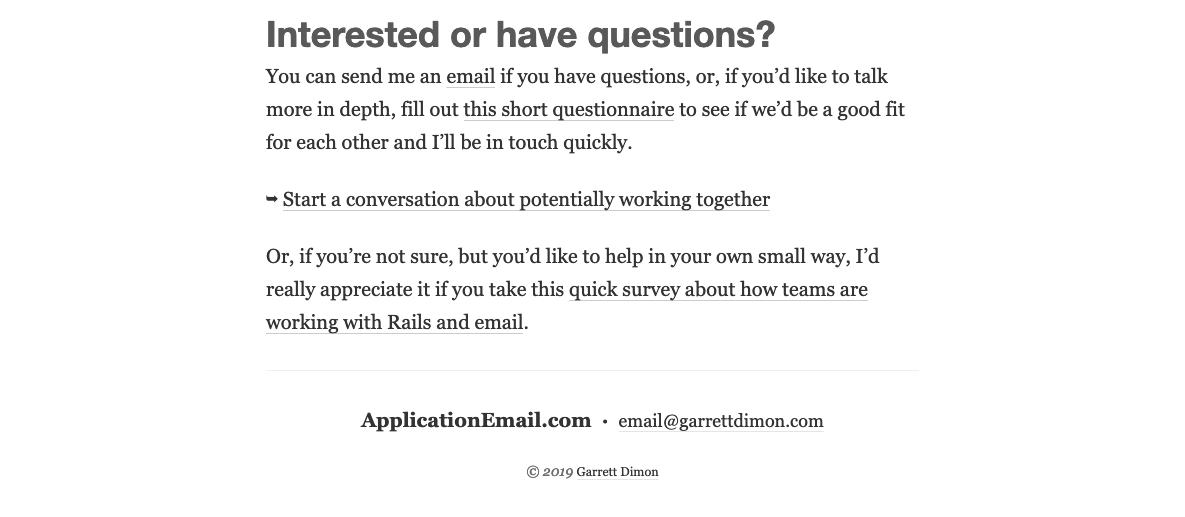 Interested or have questions?
You can send me an email if you have questions, or, if you’d like to talk
more in depth, fill out this short questionnaire to see if we’d be a good fit
for each other and I’ll be in touch quickly.
➥ Start a conversation about potentially working together
Or, if you’re not sure, but you’d like to help in your own small way, I’d
really appreciate it if you take this quick survey about how teams are
working with Rails and email.
ApplicationEmail.com • email@garrettdimon.com
© 2019 Garrett Dimon